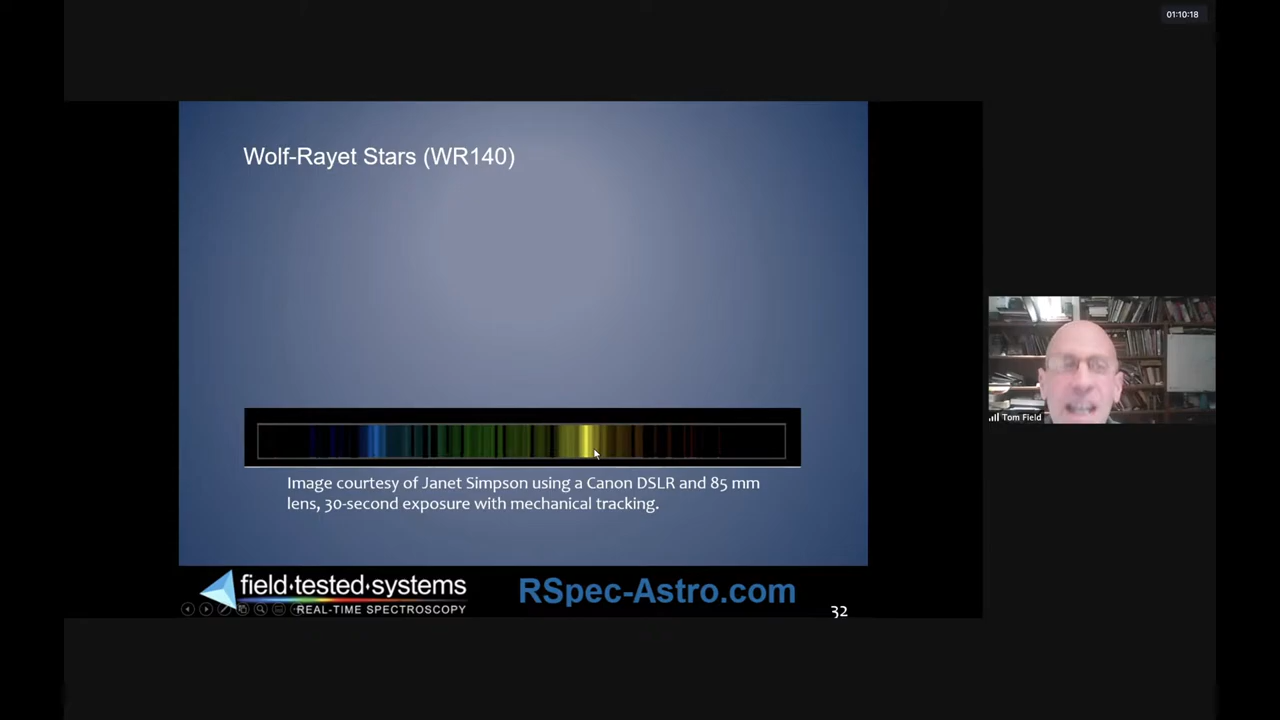 01:10:18
Wolf-Rayet Stars (WR140)
Image courtesy of Janet Simpson using a Canon DSLR and 85 mm
lens, 30-second exposure with mechanical tracking.
Tom Field
field·tested·systems
REAL-TIME SPECTROSCOPY
RSpec-Astro.com
32